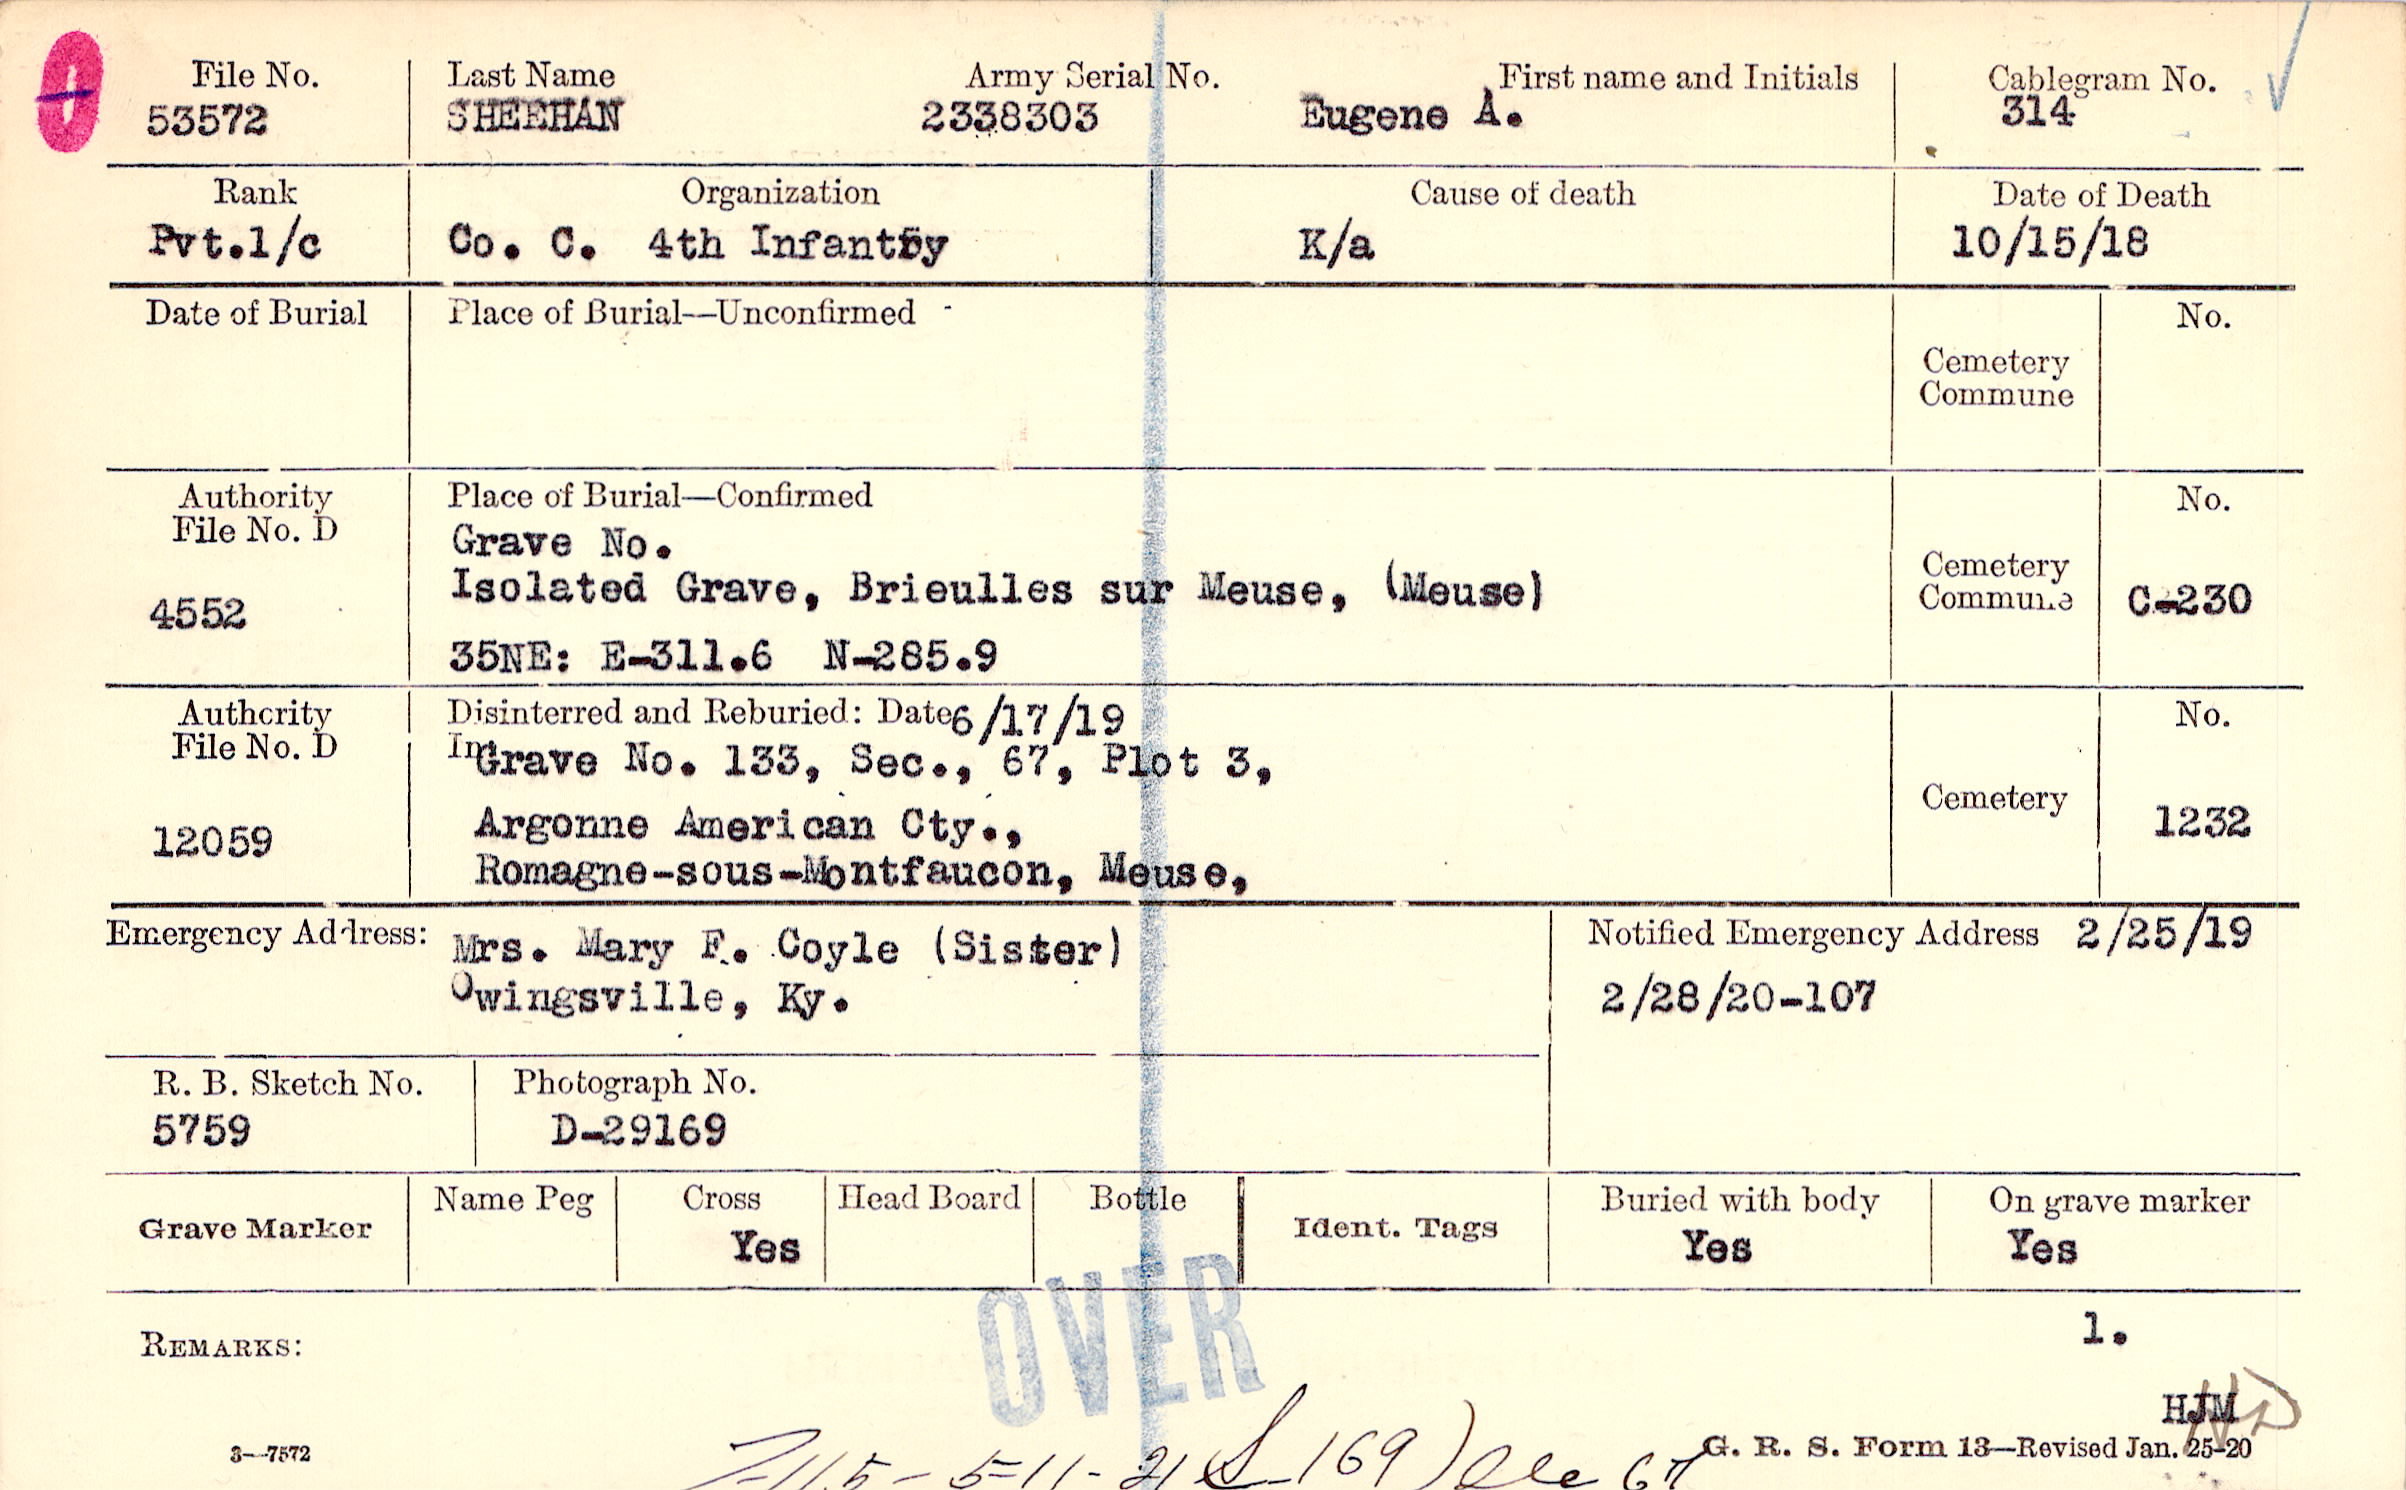 File No. Last Name Army Serial No. First name and Initials Cablegram No.
53572 SHEEHAN 2338303 Eugene A. 314
Rank Organization Cause of death Date of Death
Pvt.1/c Co. C. 4th Infantry K/a 10/15/18
Date of Burial Place of Burial—Unconfirmed No.
Cemetery
Commune
Authority Place of Burial—Confirmed No.
File No. D
Grave No.
Isolated Grave, Brieulles sur Meuse, (Meuse)
Cemetery
Commune C-230
4552
35NE: E-311.6 N-285.9
Authority Disinterred and Reburied: Date 6/17/19 No.
File No. D In Grave No. 133, Sec., 67, Plot 3,
Cemetery
12059 Argonne American Cty., 1232
Romagne-sous-Montfaucon, Meuse,
Emergency Address: Mrs. Mary F. Coyle (Sister) Notified Emergency Address 2/25/19
Owingsville, Ky. 2/28/20-107
R. B. Sketch No. Photograph No.
5759 D-29169
Grave Marker Name Peg Cross Head Board Bottle Ident. Tags Buried with body On grave marker
Yes Yes Yes
OVER
1.
REMARKS:
HJM
3—7572 G. R. S. Form 13—Revised Jan. 25-20
5-11-21 169)